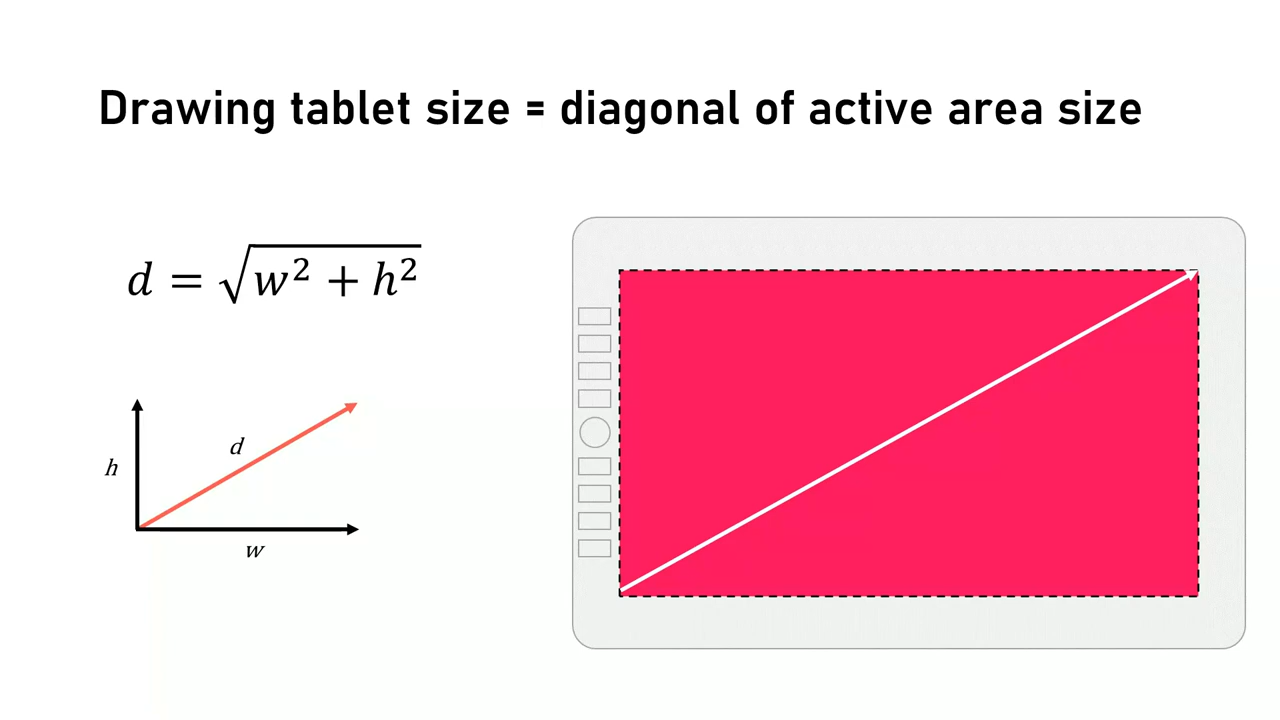 Drawing tablet size = diagonal of active area size
d = √w² + h²
d
h
w